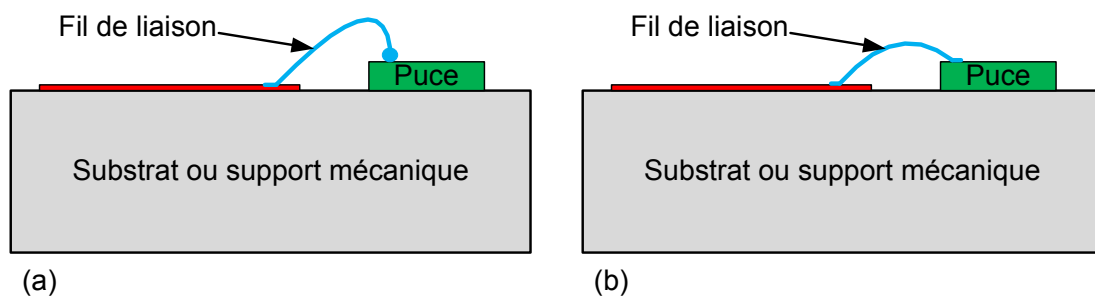 Fil de liaison
Puce
Substrat ou support mécanique
(a)
Fil de liaison
Puce
Substrat ou support mécanique
(b)